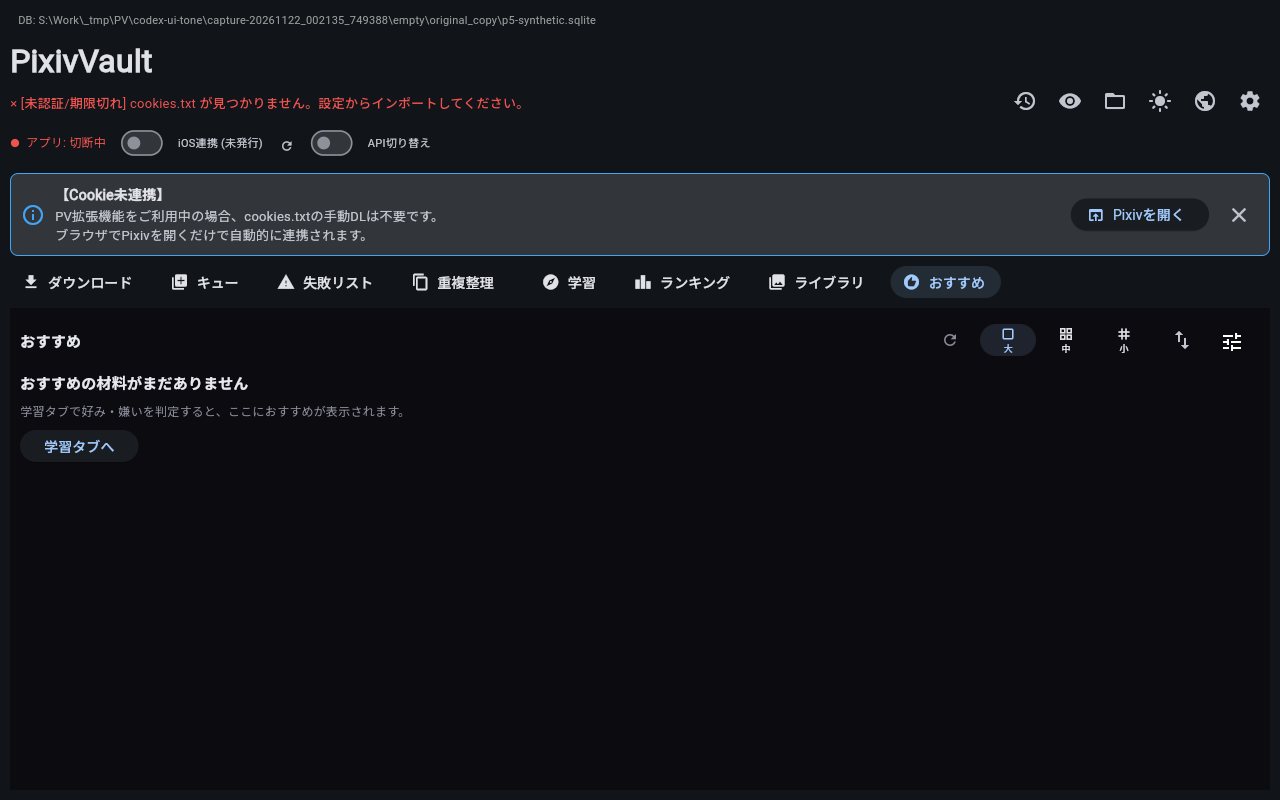 DB: S:\Work\_tmp\PV\codex-ui-tone\capture-20261122_002135_749388\empty\original_copy\p5-synthetic.sqlite
PixivVault
× [未認証/期限切れ] cookies.txt が見つかりません。設定からインポートしてください。
アプリ: 切断中 iOS連携 (未発行) API切り替え
【Cookie未連携】
PV拡張機能をご利用中の場合、cookies.txtの手動DLは不要です。
ブラウザでPixivを開くだけで自動的に連携されます。
Pixivを開く
ダウンロード キュー 失敗リスト 重複整理 学習 ランキング ライブラリ おすすめ
おすすめ
大 中 小
おすすめの材料がまだありません
学習タブで好み・嫌いを判定すると、ここにおすすめが表示されます。
学習タブへ